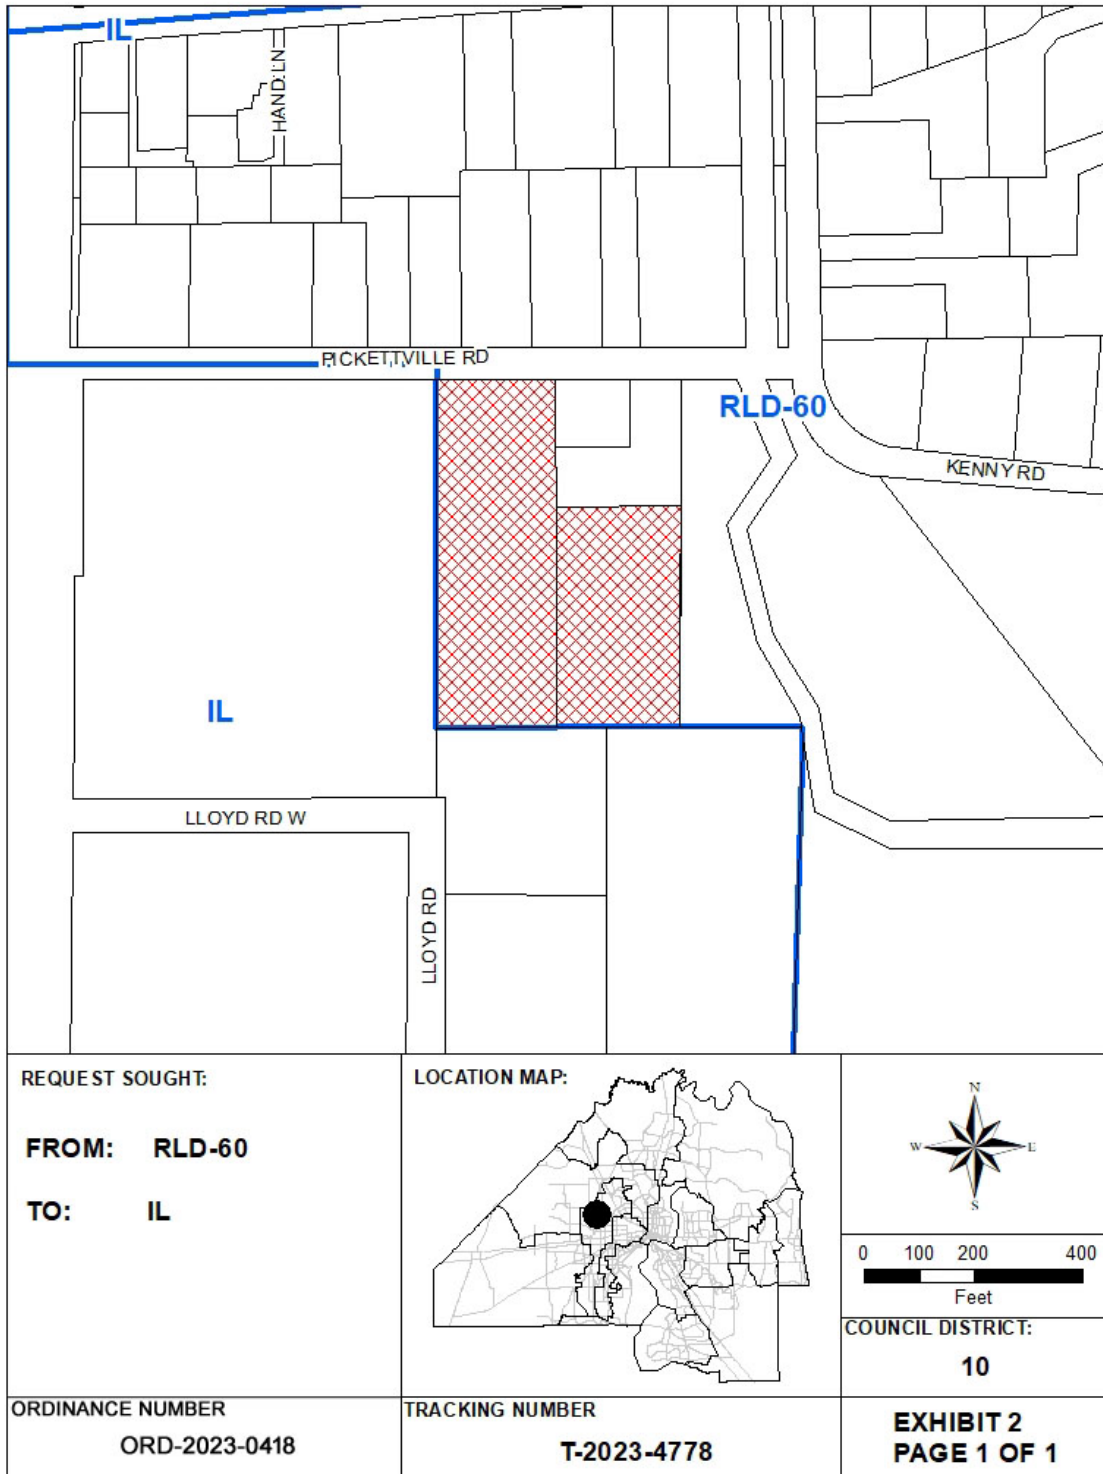 IL
HAND LN
PICKETTVILLE RD
RLD-60
KENNY RD
IL
LLOYD RD W
LLOYD RD
REQUEST SOUGHT:
FROM: RLD-60
TO: IL
LOCATION MAP:
N
W E
S
0 100 200 400
Feet
COUNCIL DISTRICT:
10
ORDINANCE NUMBER
ORD-2023-0418
TRACKING NUMBER
T-2023-4778
EXHIBIT 2
PAGE 1 OF 1